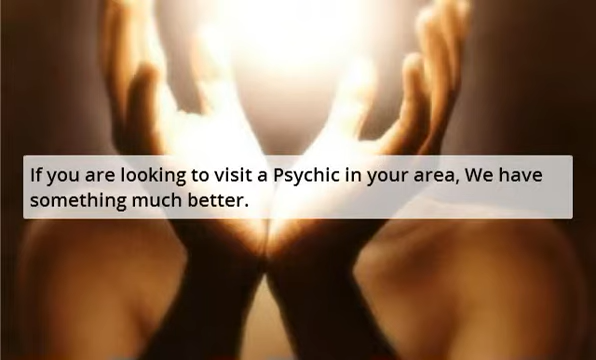 If you are looking to visit a Psychic in your area, We have
something much better.